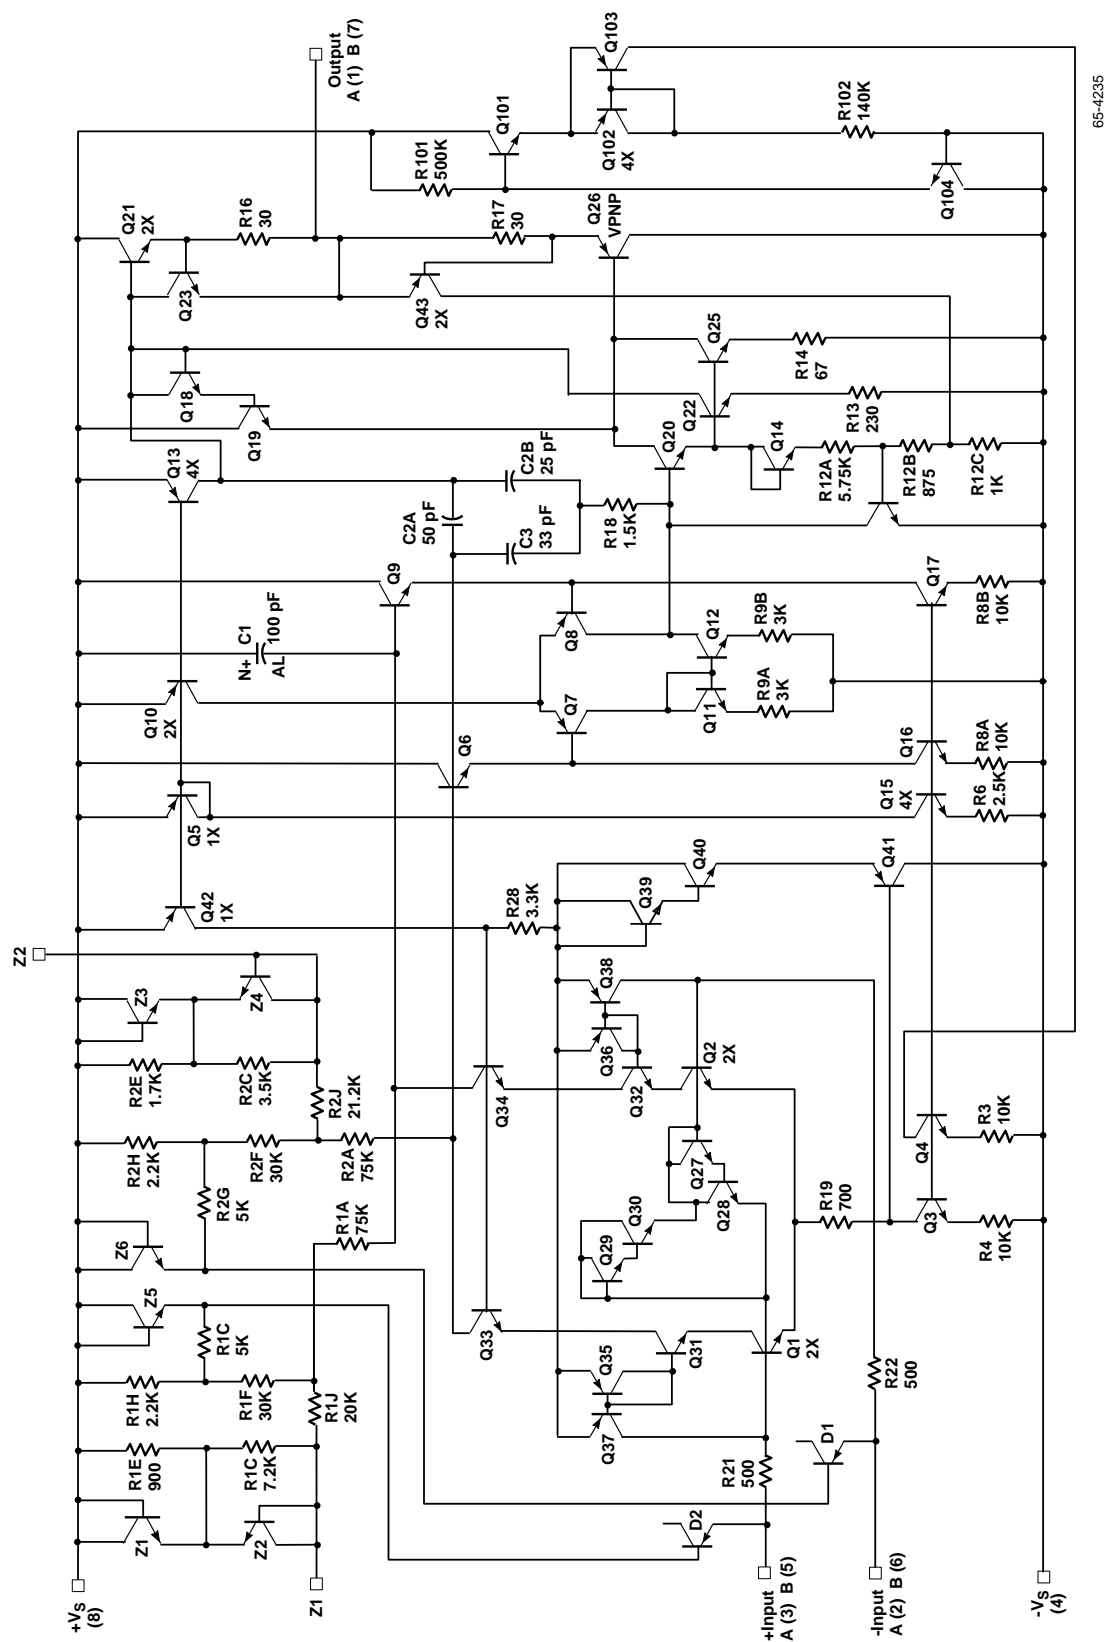 +VS
(8)
Z1
Z2
R1E
900
R1C
7.2K
Z1
Z2
R1H
2.2K
R1F
30K
R1J
20K
R1C
5K
Z5
Z6
R1A
75K
R2G
5K
R2H
2.2K
R2F
30K
R2A
75K
R2J
21.2K
R2E
1.7K
R2C
3.5K
Z3
Z4
Z2
Q42
1X
Q5
1X
Q10
2X
N+
C1
100 pF
AL
Q13
4X
Q18
Q19
Q23
Q21
2X
R16
30
Output
A (1) B (7)
Q33
Q34
R28
3.3K
Q6
Q9
C2A
50 pF
C3
33 pF
C2B
25 pF
Q43
2X
R17
30
Q26
VPNP
R101
500K
Q101
Q102
4X
Q103
Q37
Q35
Q31
Q29
Q30
Q27
Q28
Q36
Q38
Q32
Q39
Q40
Q7
Q8
R18
1.5K
Q20
Q22
Q25
R21
500
Q1
2X
Q2
2X
Q11
Q12
R9A
3K
R9B
3K
Q14
R12A
5.75K
R13
230
R14
67
R102
140K
D2
D1
R22
500
R19
700
Q41
Q15
4X
Q16
Q17
R12B
875
R12C
1K
Q104
Q3
Q4
R4
10K
R3
10K
R6
2.5K
R8A
10K
R8B
10K
+Input
A (3) B (5)
-Input
A (2) B (6)
-VS
(4)
65-4235